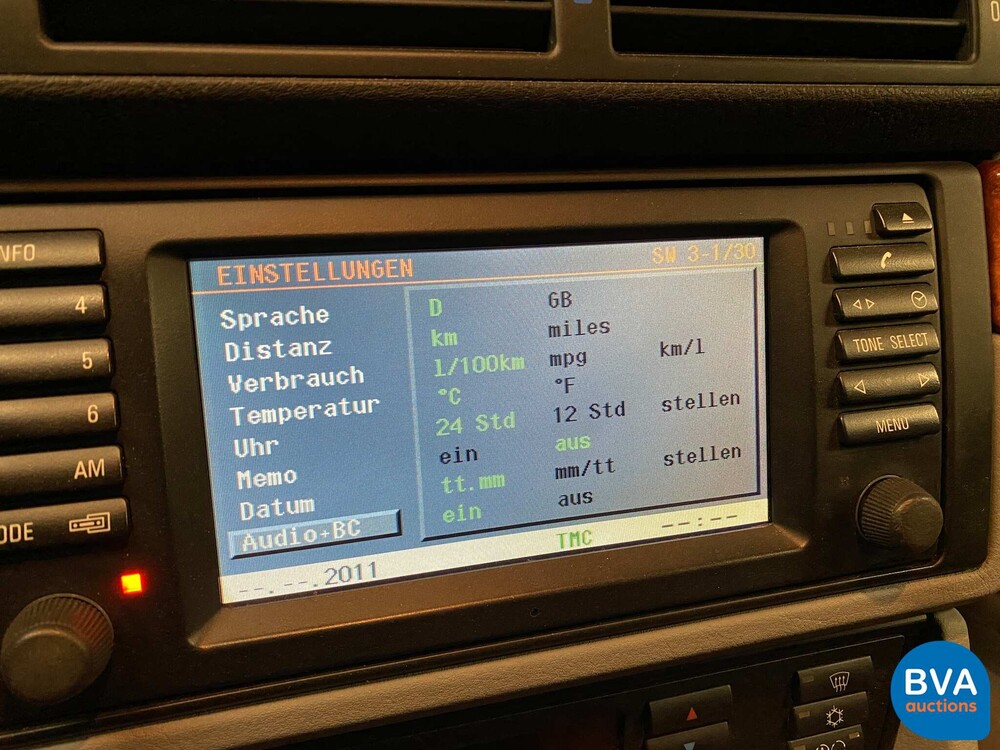 NFO
4
5
6
AM
ODE
EINSTELLUNGEN SW 3-1/30
Sprache D GB
Distanz km miles
Verbrauch l/100km mpg km/l
Temperatur °C °F
Uhr 24 Std 12 Std stellen
Memo ein aus
Datum tt.mm mm/tt stellen
Audio+BC ein aus
--.--.2011 TMC --:--
TONE SELECT
MENU
0
BVA
auctions